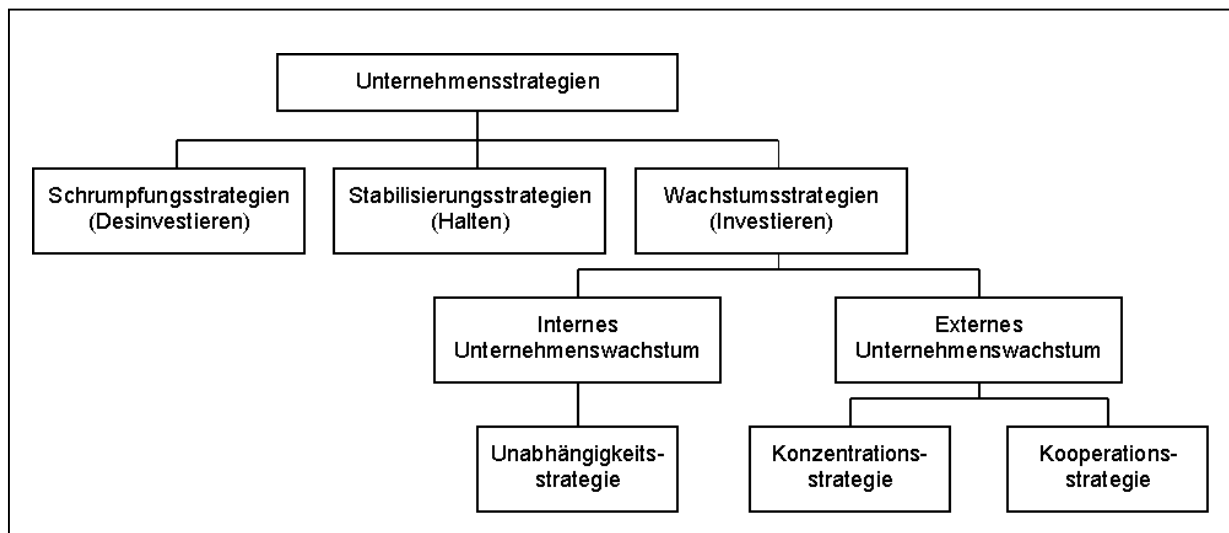 Unternehmensstrategien
Schrumpfungsstrategien
(Desinvestieren)
Stabilisierungsstrategien
(Halten)
Wachstumsstrategien
(Investieren)
Internes
Unternehmenswachstum
Externes
Unternehmenswachstum
Unabhängigkeits-
strategie
Konzentrations-
strategie
Kooperations-
strategie